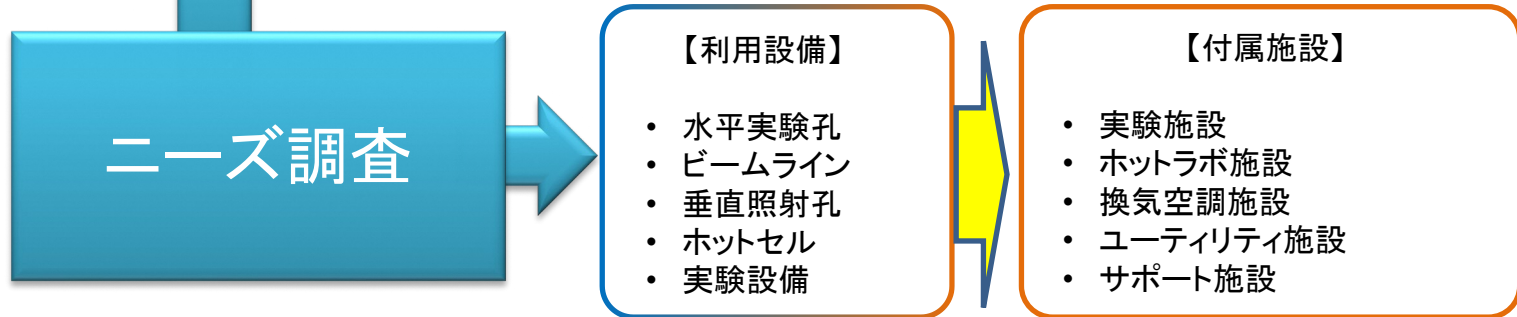 ニーズ調査
【利用設備】
• 水平実験孔
• ビームライン
• 垂直照射孔
• ホットセル
• 実験設備
【付属施設】
• 実験施設
• ホットラボ施設
• 換気空調施設
• ユーティリティ施設
• サポート施設